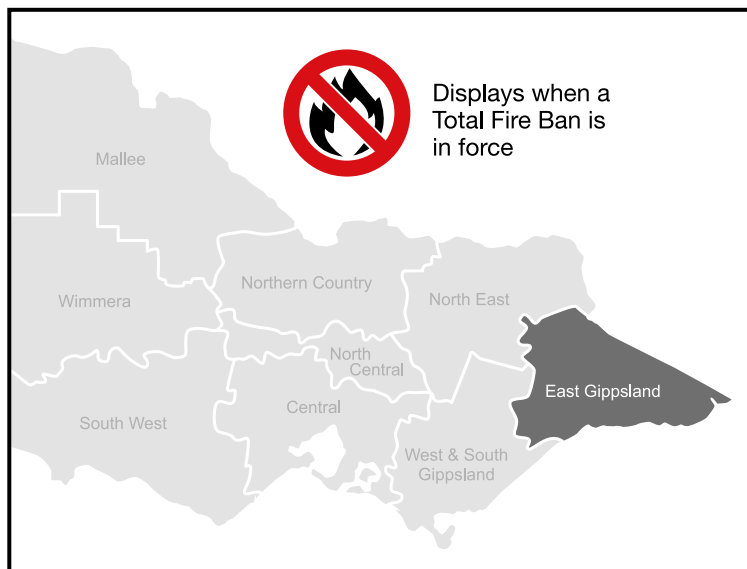 Displays when a
Total Fire Ban is
in force
Mallee
Northern Country
North East
Wimmera
North
Central
East Gippsland
Central
South West
West & South
Gippsland